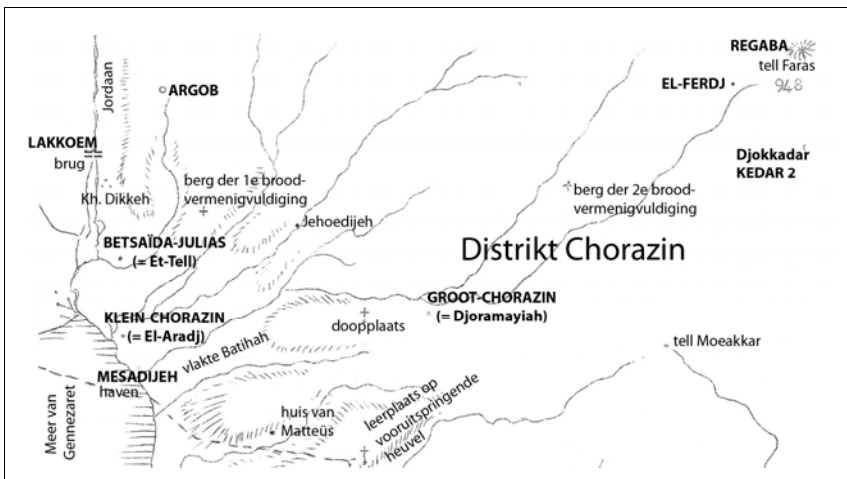 REGABA
tell Faras
948
EL-FERDJ
Jordaan
ARGOB
LAKKOEM
brug
Djokkadar
KEDAR 2
Kh. Dikkeh
berg der 1e brood-
vermenigvuldiging
berg der 2e brood-
vermenigvuldiging
Jehoedijeh
BETSAÏDA-JULIAS
(= Et-Tell)
Distrikt Chorazin
KLEIN-CHORAZIN
(= El-Aradj)
GROOT-CHORAZIN
(= Djoramayiah)
doopplaats
vlakte Batihah
tell Moeakkar
MESADIJEH
haven
Meer van
Gennezaret
huis van
Matteüs
leerplaats op
vooruitspringende
heuvel